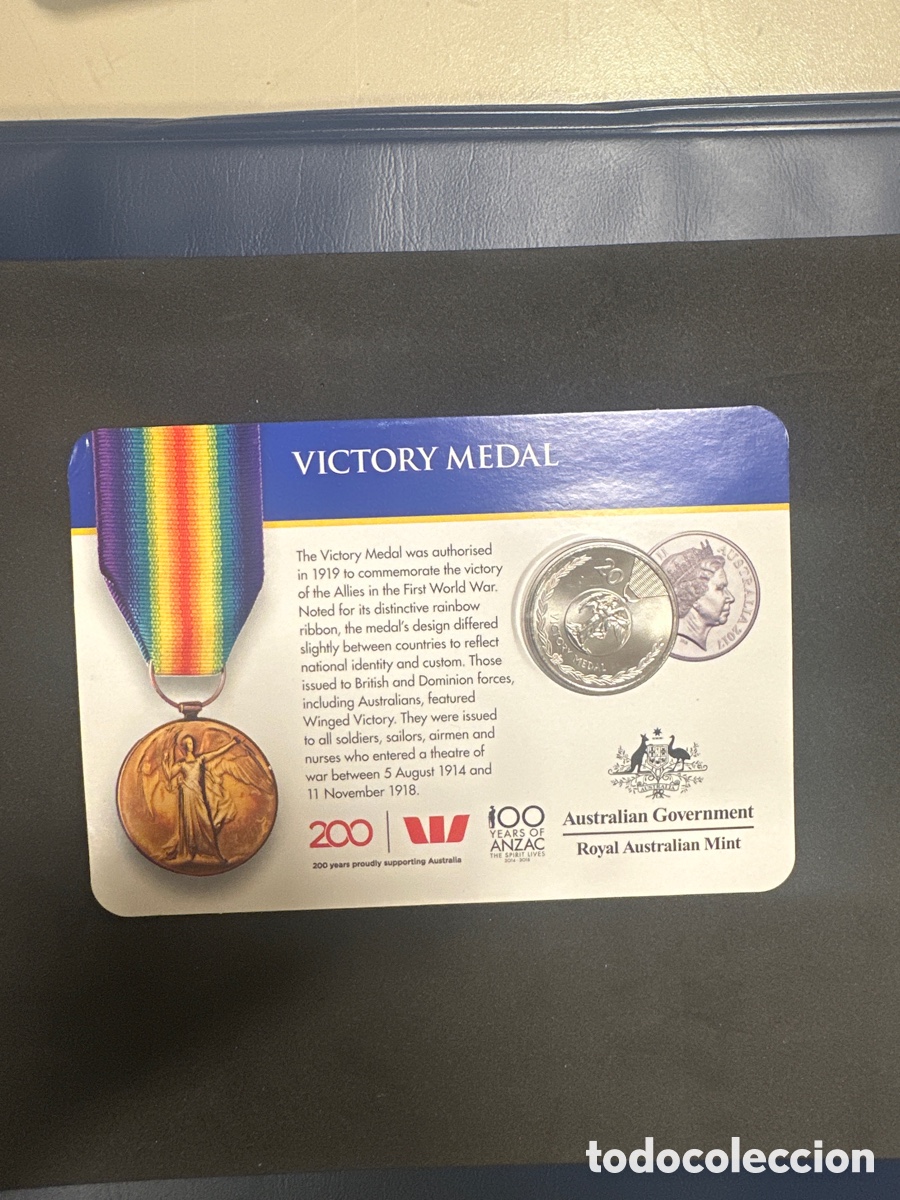 VICTORY MEDAL
The Victory Medal was authorised
in 1919 to commemorate the victory
of the Allies in the First World War.
Noted for its distinctive rainbow
ribbon, the medal's design differed
slightly between countries to reflect
national identity and custom. Those
issued to British and Dominion forces,
including Australians, featured
Winged Victory. They were issued
to all soldiers, sailors, airmen and
nurses who entered a theatre of
war between 5 August 1914 and
11 November 1918.
20
VICTORY MEDAL
II AUSTRALIA 2017
AUSTRALIA
200
200 years proudly supporting Australia
100
YEARS OF
ANZAC
THE SPIRIT LIVES
2014 - 2018
Australian Government
Royal Australian Mint
todocoleccion